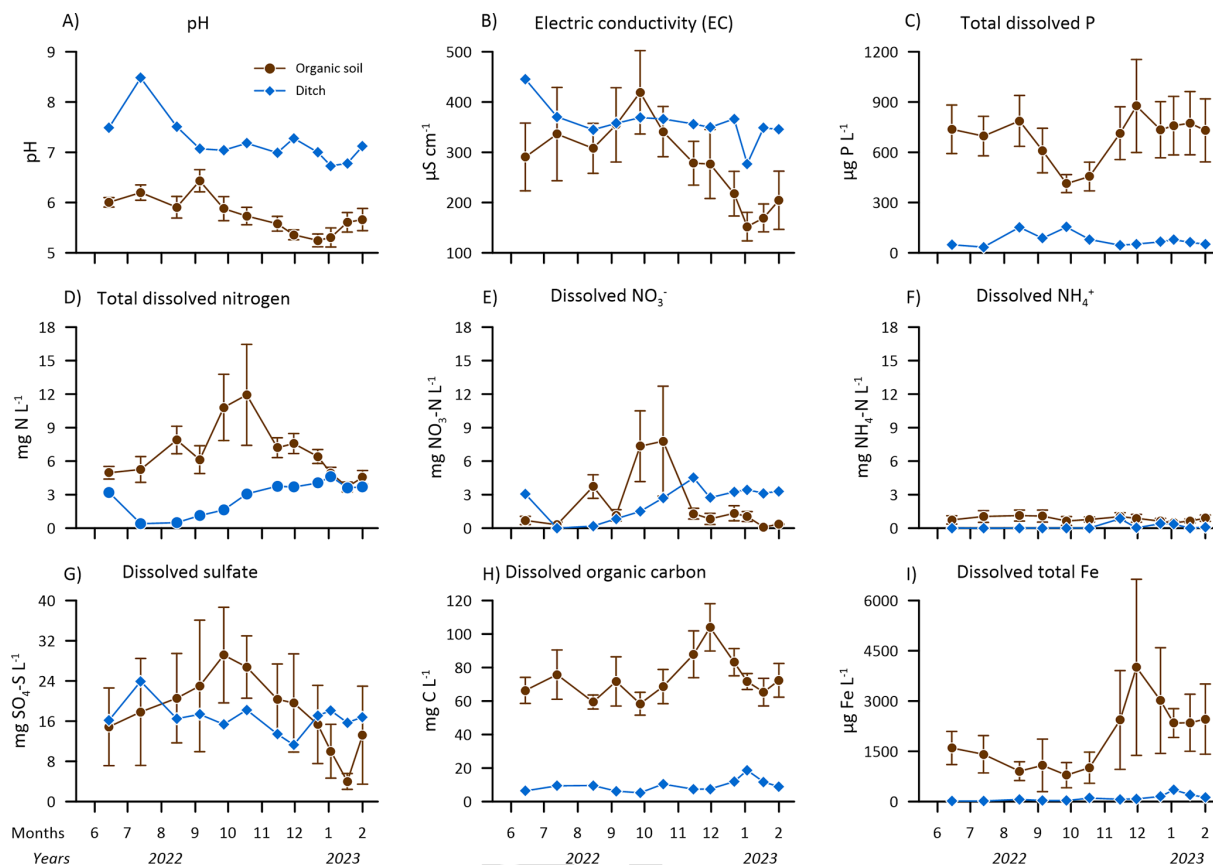 A) pH
B) Electric conductivity (EC)
C) Total dissolved P
9
8
7
6
5
pH
Organic soil
Ditch
500
400
300
200
100
µS cm⁻¹
1200
900
600
300
0
µg P L⁻¹
D) Total dissolved nitrogen
E) Dissolved NO₃⁻
F) Dissolved NH₄⁺
18
15
12
9
6
3
0
mg N L⁻¹
18
15
12
9
6
3
0
mg NO₃-N L⁻¹
18
15
12
9
6
3
0
mg NH₄-N L⁻¹
G) Dissolved sulfate
H) Dissolved organic carbon
I) Dissolved total Fe
40
32
24
16
8
0
mg SO₄-S L⁻¹
120
100
80
60
40
20
0
mg C L⁻¹
6000
4500
3000
1500
0
µg Fe L⁻¹
Months 6 7 8 9 10 11 12 1 2
6 7 8 9 10 11 12 1 2
6 7 8 9 10 11 12 1 2
Years 2022 2023
2022 2023
2022 2023